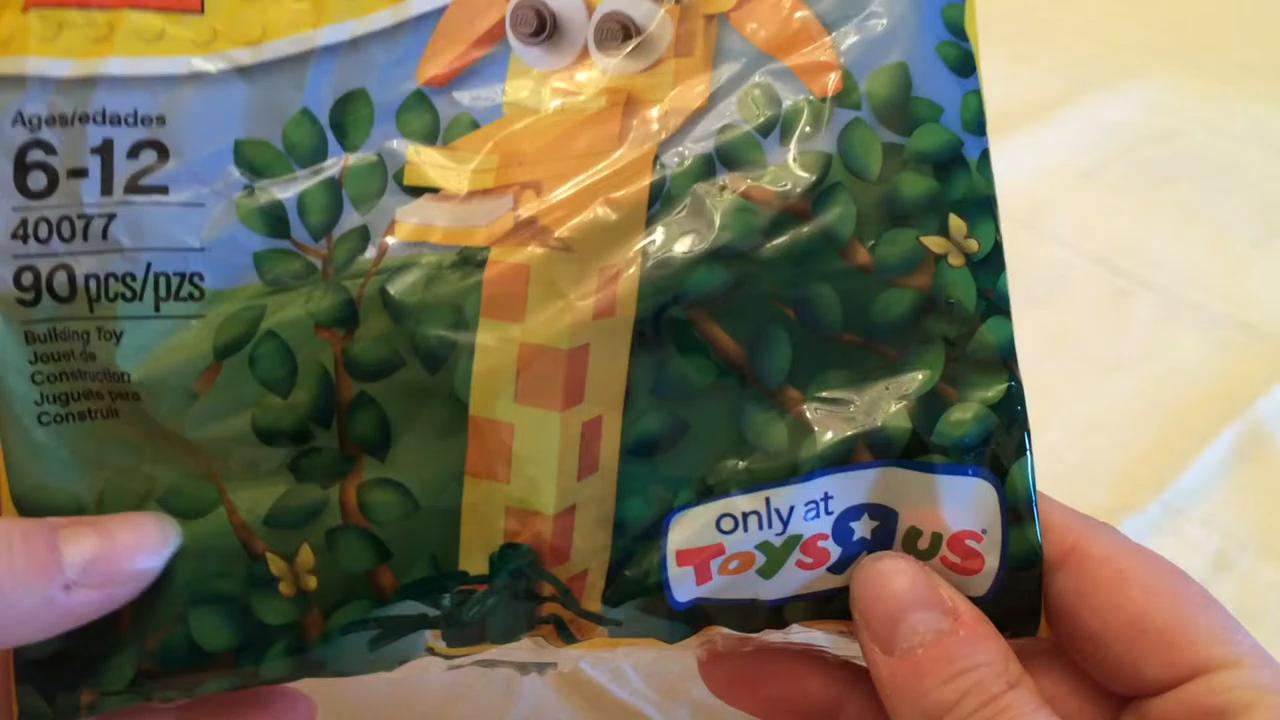 Ages/edades
6-12
40077
90 pcs/pzs
Building Toy
Jouet de
Construction
Juguete para
Construir
only at
ToysRus